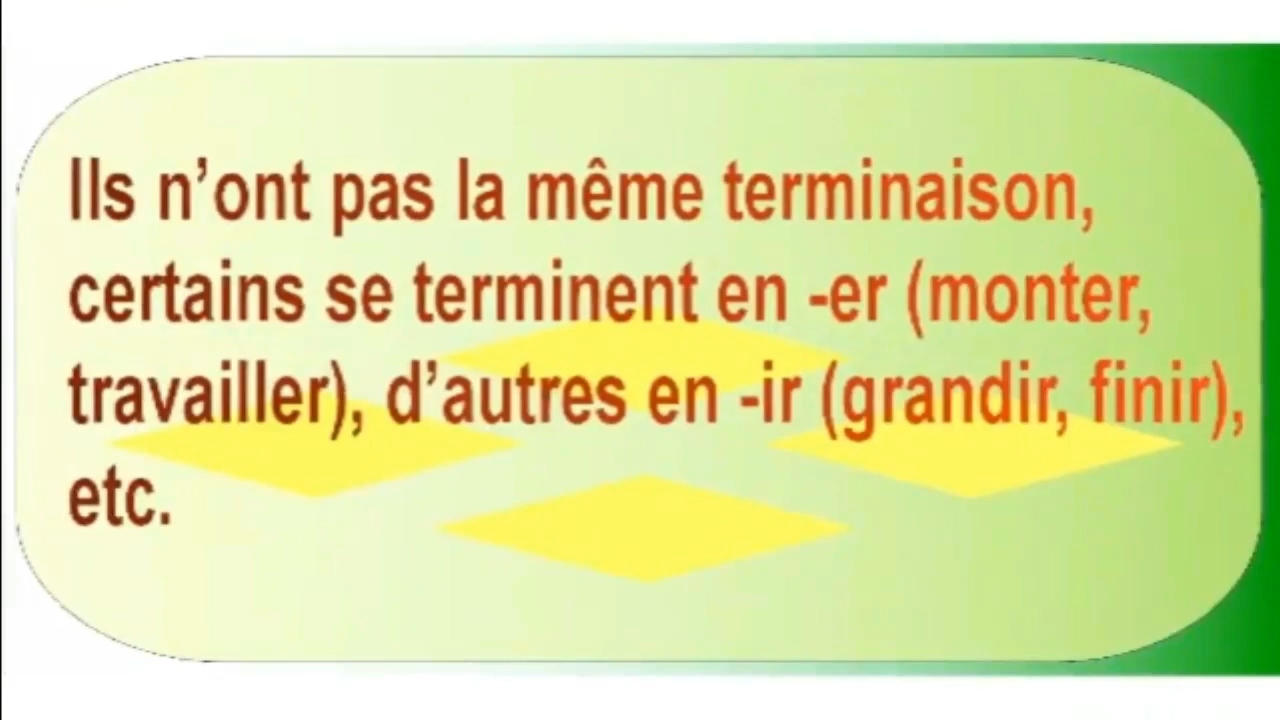 Ils n’ont pas la même terminaison,
certains se terminent en -er (monter,
travailler), d’autres en -ir (grandir, finir),
etc.